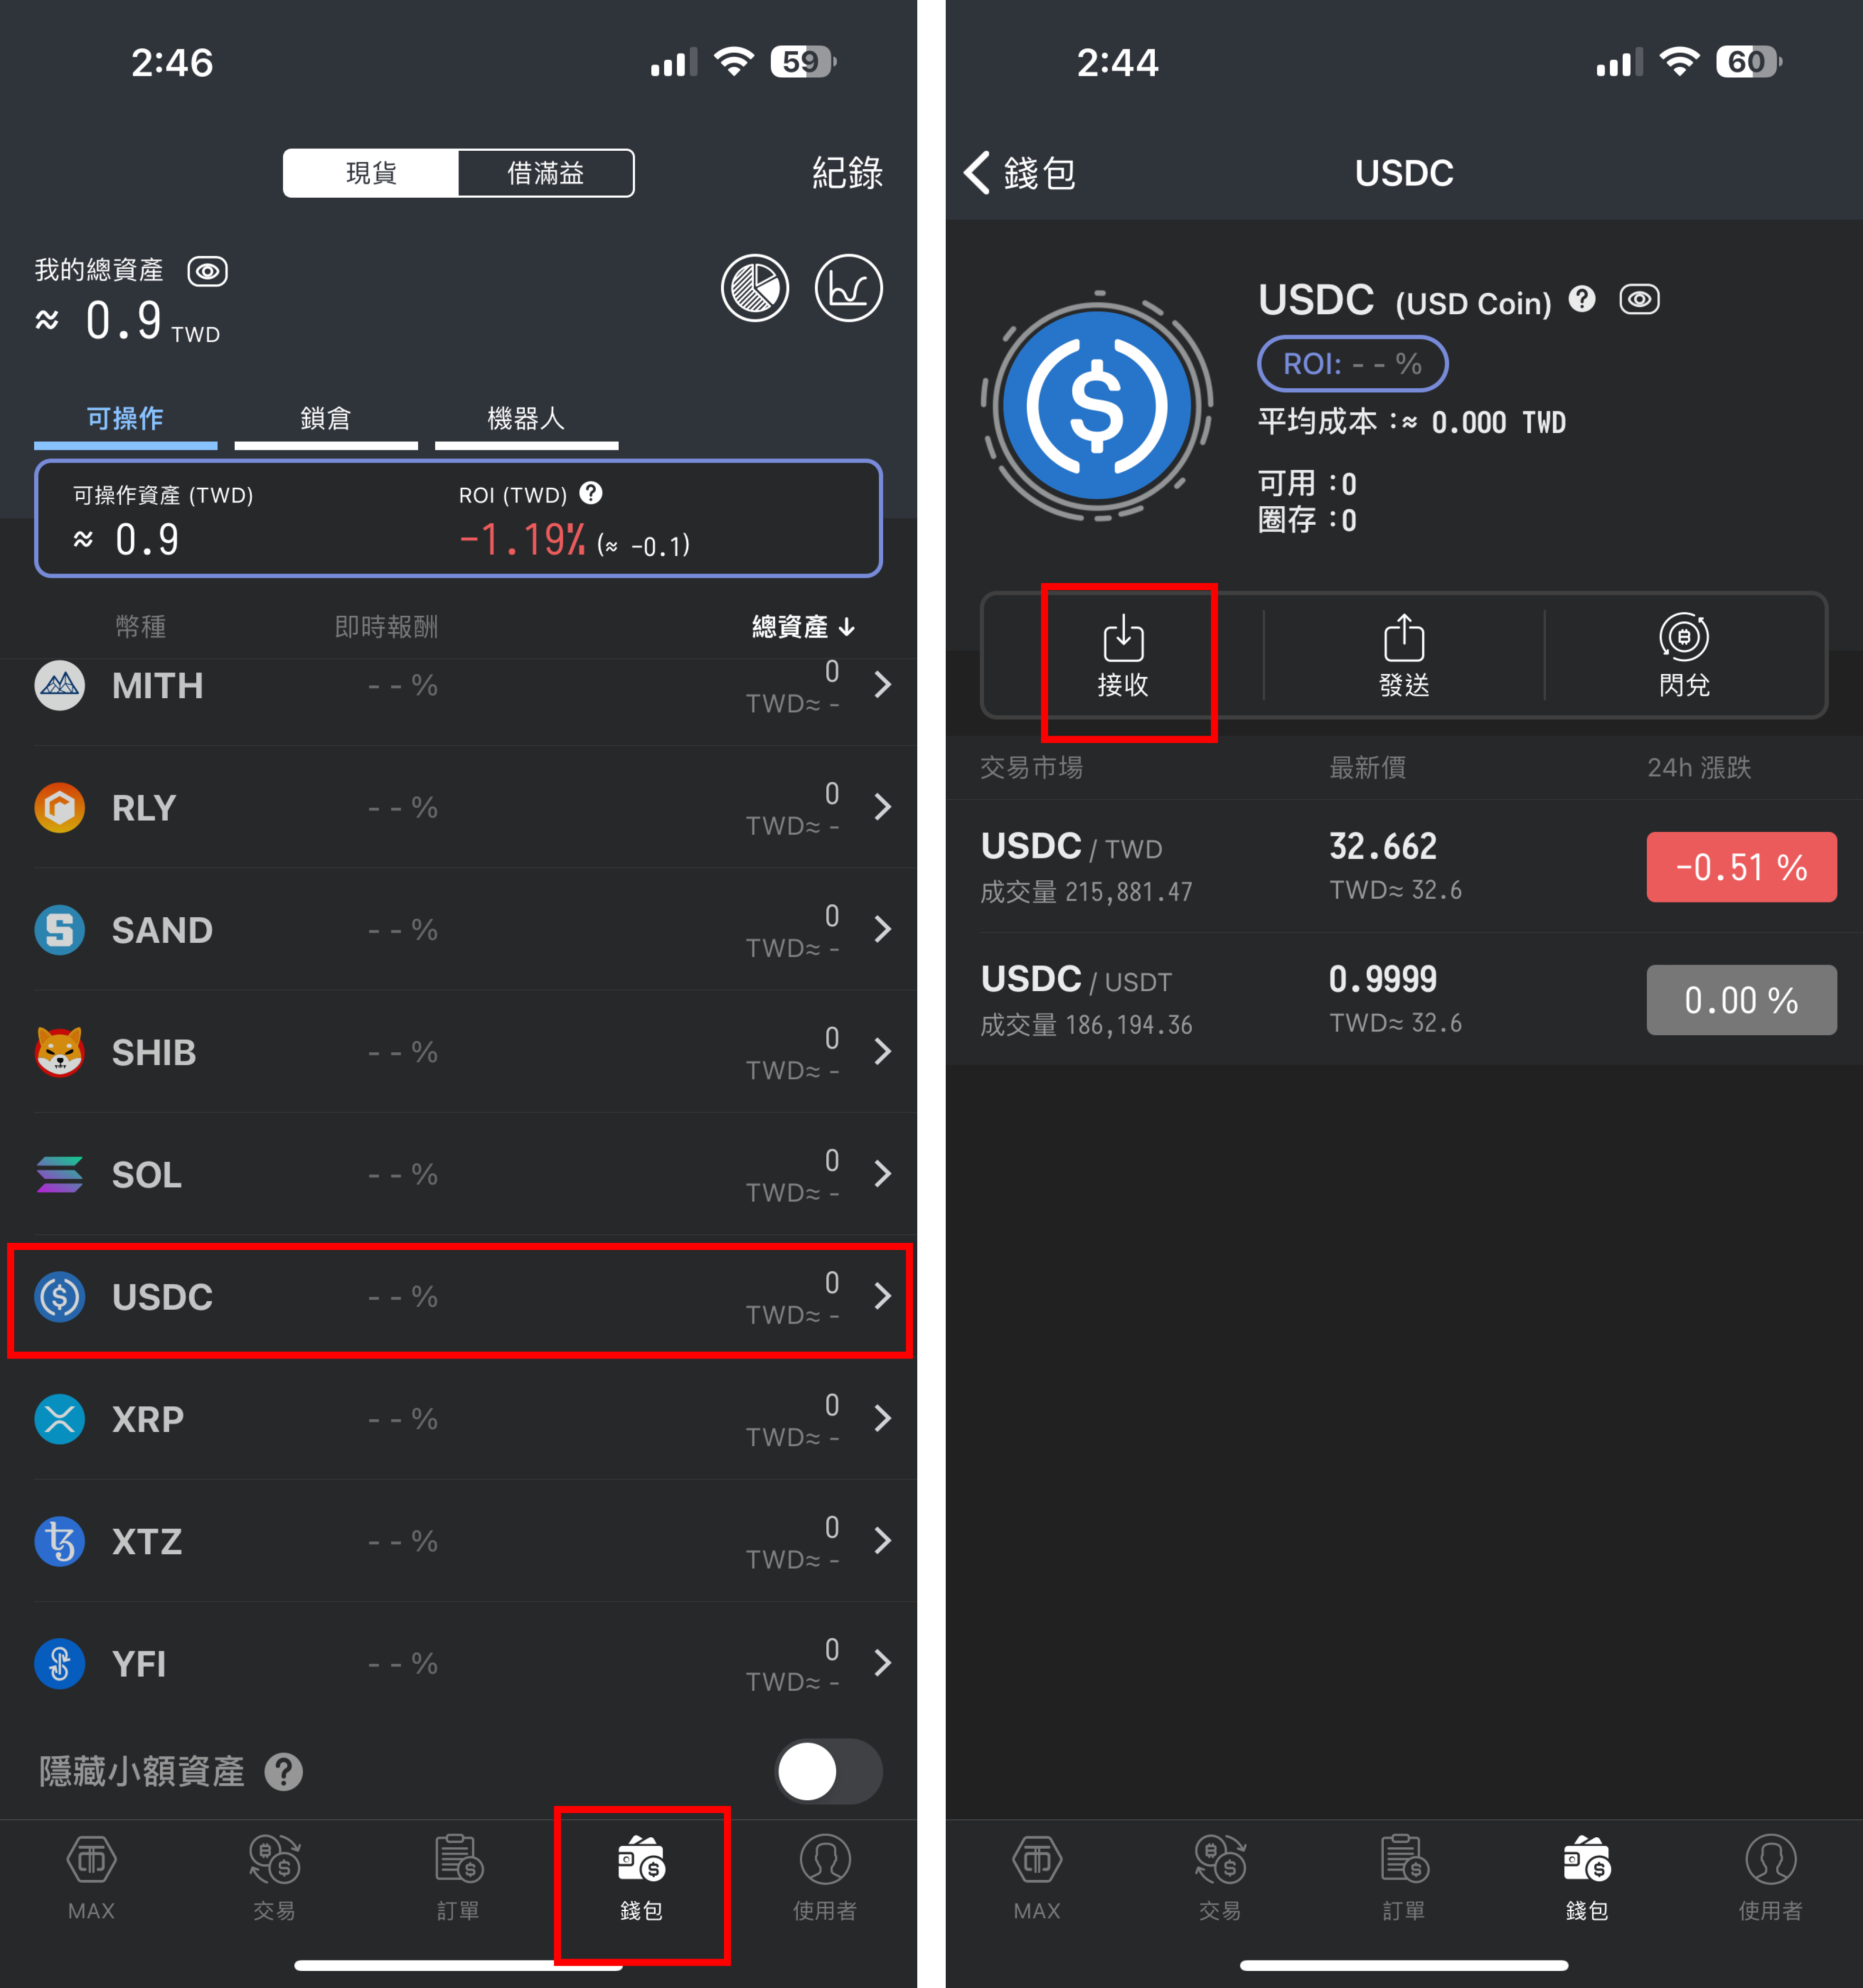 2:46
59
現貨
借滿益
紀錄
我的總資產
≈ 0.9 TWD
可操作
鎖倉
機器人
可操作資產 (TWD)
ROI (TWD) ?
≈ 0.9
-1.19% (≈ -0.1)
幣種
即時報酬
總資產 ↓
MITH
- - %
0
TWD≈ -
RLY
- - %
0
TWD≈ -
SAND
- - %
0
TWD≈ -
SHIB
- - %
0
TWD≈ -
SOL
- - %
0
TWD≈ -
USDC
- - %
0
TWD≈ -
XRP
- - %
0
TWD≈ -
XTZ
- - %
0
TWD≈ -
YFI
- - %
0
TWD≈ -
隱藏小額資產 ?
MAX
交易
訂單
錢包
使用者
2:44
60
錢包
USDC
USDC (USD Coin) ?
ROI: - - %
平均成本：≈ 0.000 TWD
可用：0
圈存：0
接收
發送
閃兌
交易市場
最新價
24h 漲跌
USDC / TWD
32.662
-0.51 %
成交量 215,881.47
TWD≈ 32.6
USDC / USDT
0.9999
0.00 %
成交量 186,194.36
TWD≈ 32.6
MAX
交易
訂單
錢包
使用者